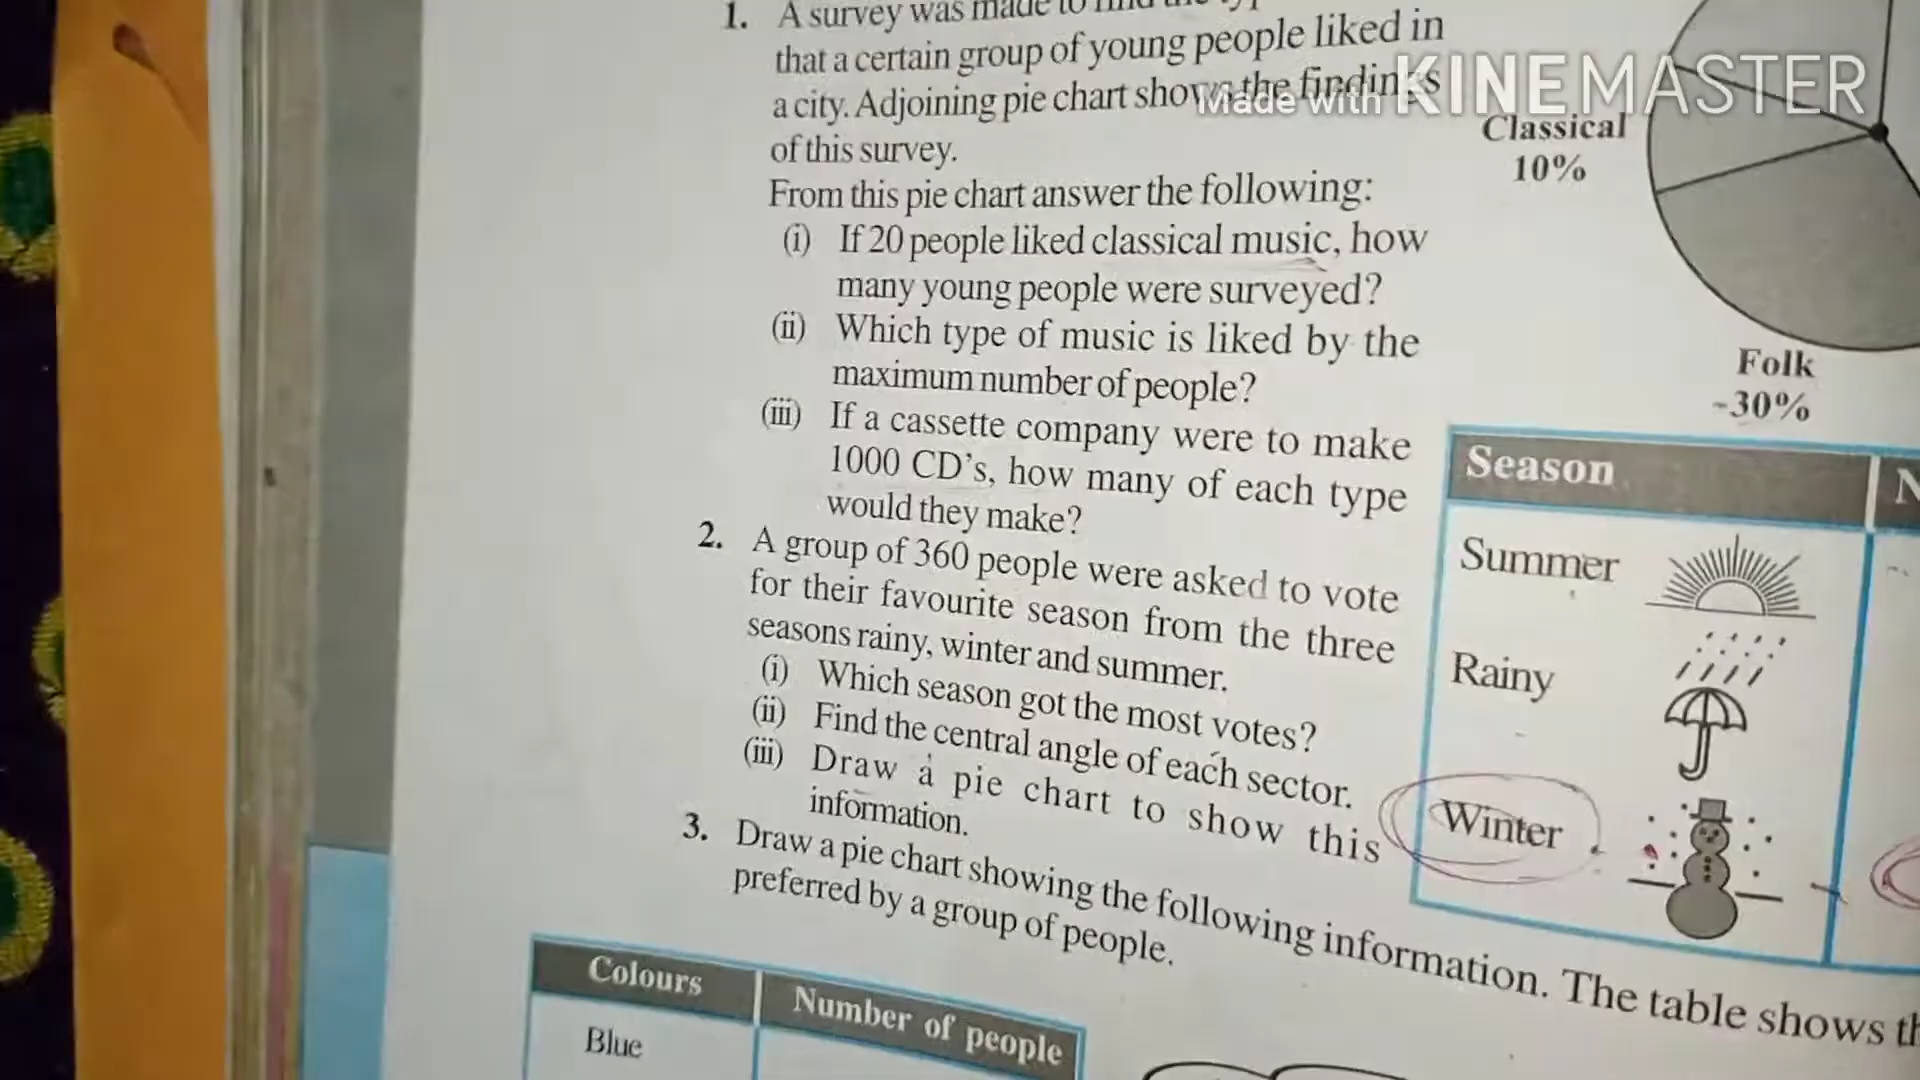 1. A survey was made to find the
that a certain group of young people liked in
a city. Adjoining pie chart shows the findings
of this survey.
From this pie chart answer the following:
(i) If 20 people liked classical music, how
many young people were surveyed?
(ii) Which type of music is liked by the
maximum number of people?
(iii) If a cassette company were to make
1000 CD's, how many of each type
would they make?
Made with KINEMASTER
Classical
10%
Folk
-30%
2. A group of 360 people were asked to vote
for their favourite season from the three
seasons rainy, winter and summer.
(i) Which season got the most votes?
(ii) Find the central angle of each sector.
(iii) Draw a pie chart to show this
information.
Season
Summer
Rainy
Winter
3. Draw a pie chart showing the following information. The table shows
preferred by a group of people.
Colours Number of people
Blue